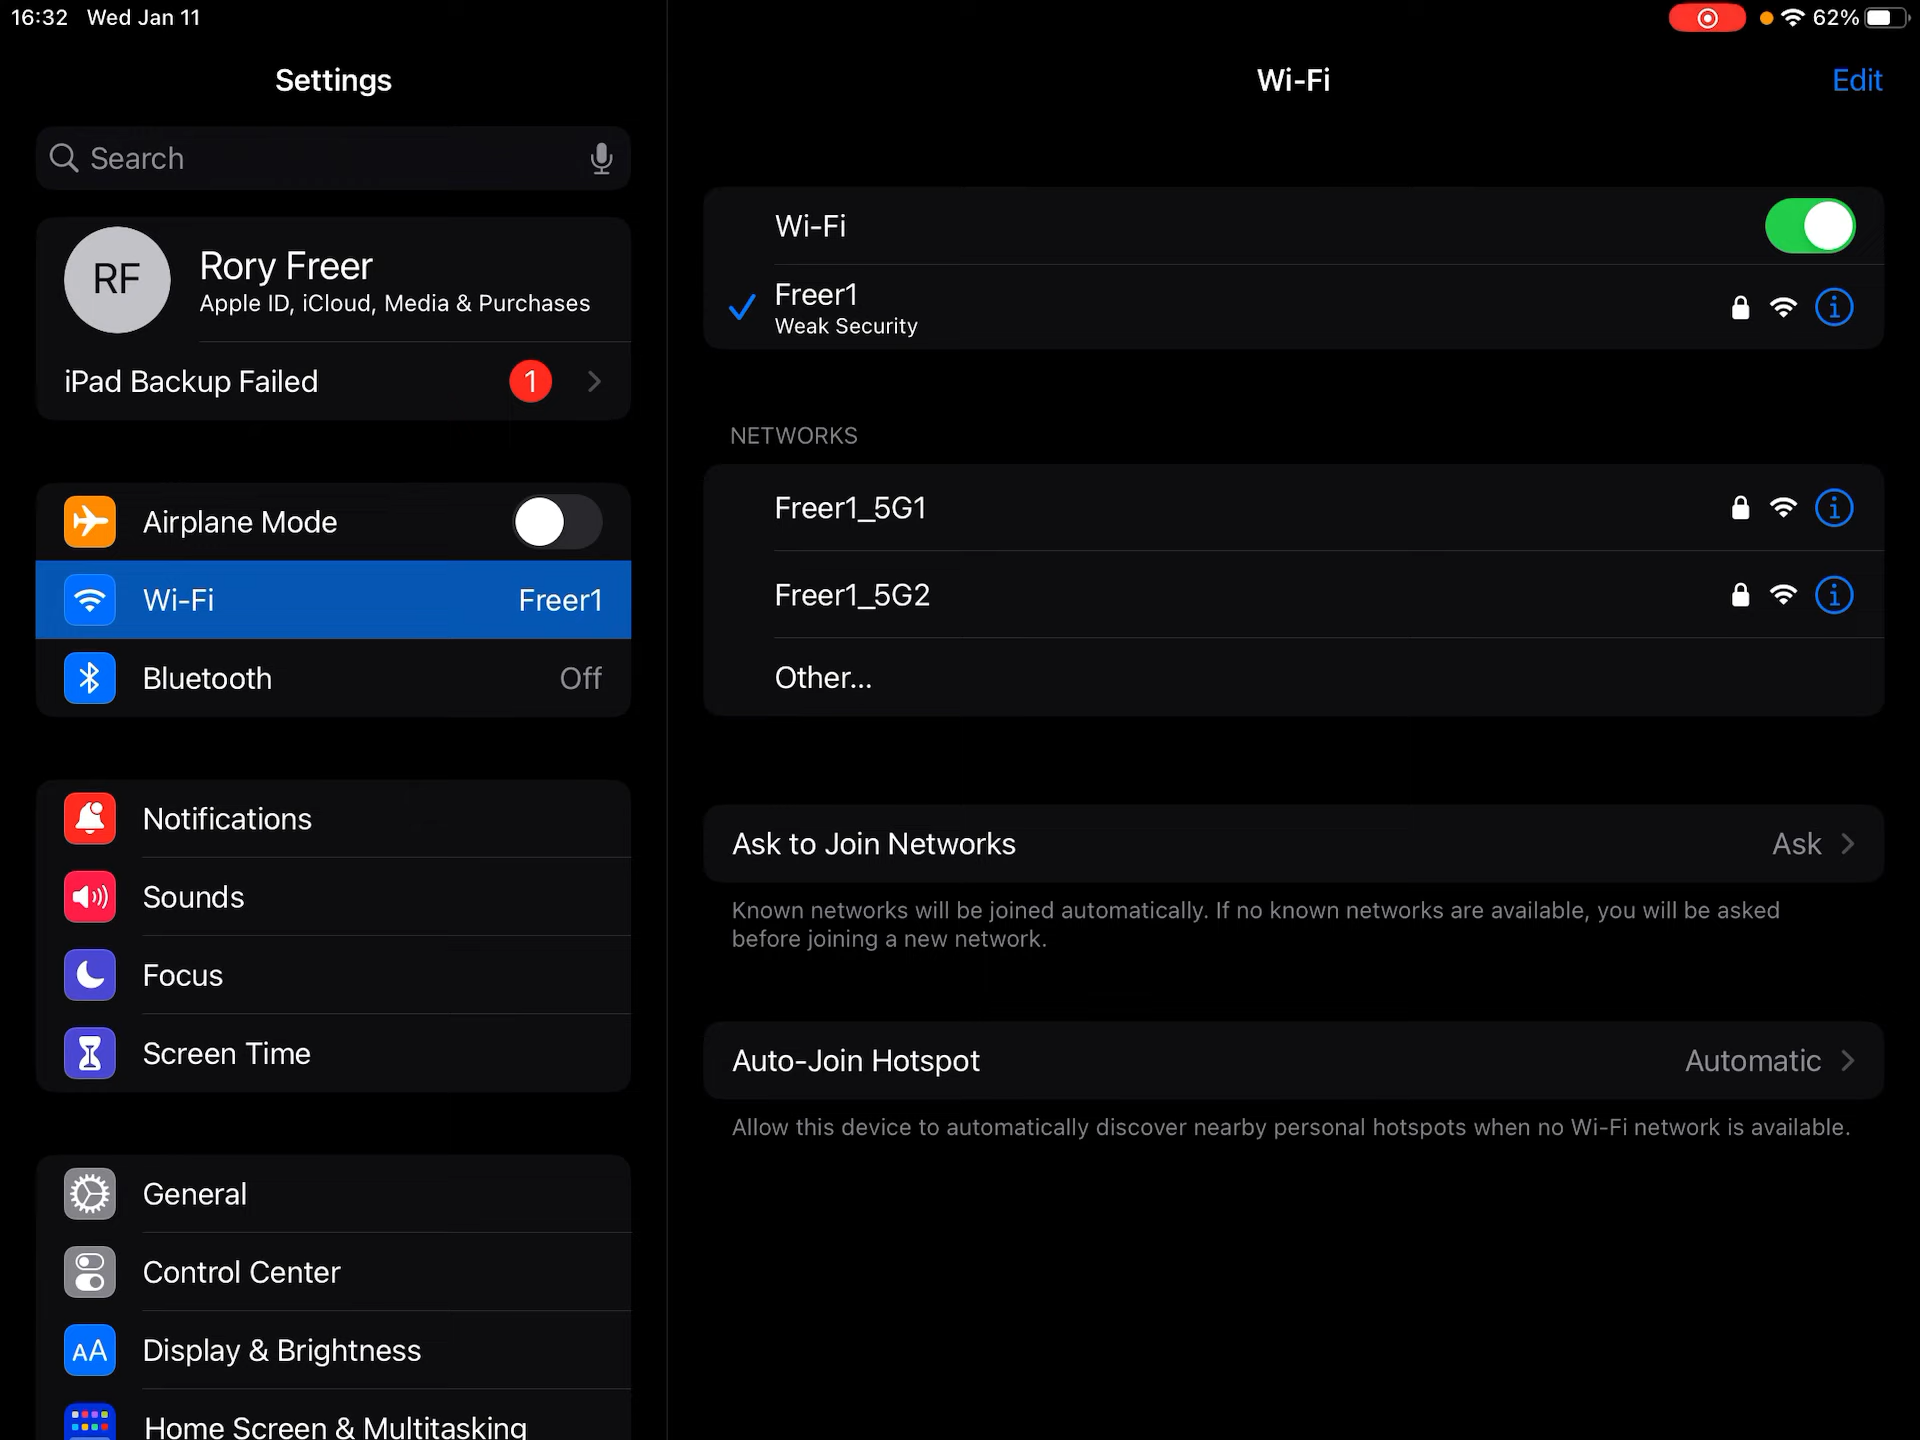 16:32 Wed Jan 11
62%
Settings
Search
RF
Rory Freer
Apple ID, iCloud, Media & Purchases
iPad Backup Failed
1
Airplane Mode
Wi-Fi
Freer1
Bluetooth
Off
Notifications
Sounds
Focus
Screen Time
General
Control Center
AA
Display & Brightness
Home Screen & Multitasking
Wi-Fi
Edit
Wi-Fi
Freer1
Weak Security
NETWORKS
Freer1_5G1
Freer1_5G2
Other...
Ask to Join Networks
Ask
Known networks will be joined automatically. If no known networks are available, you will be asked
before joining a new network.
Auto-Join Hotspot
Automatic
Allow this device to automatically discover nearby personal hotspots when no Wi-Fi network is available.